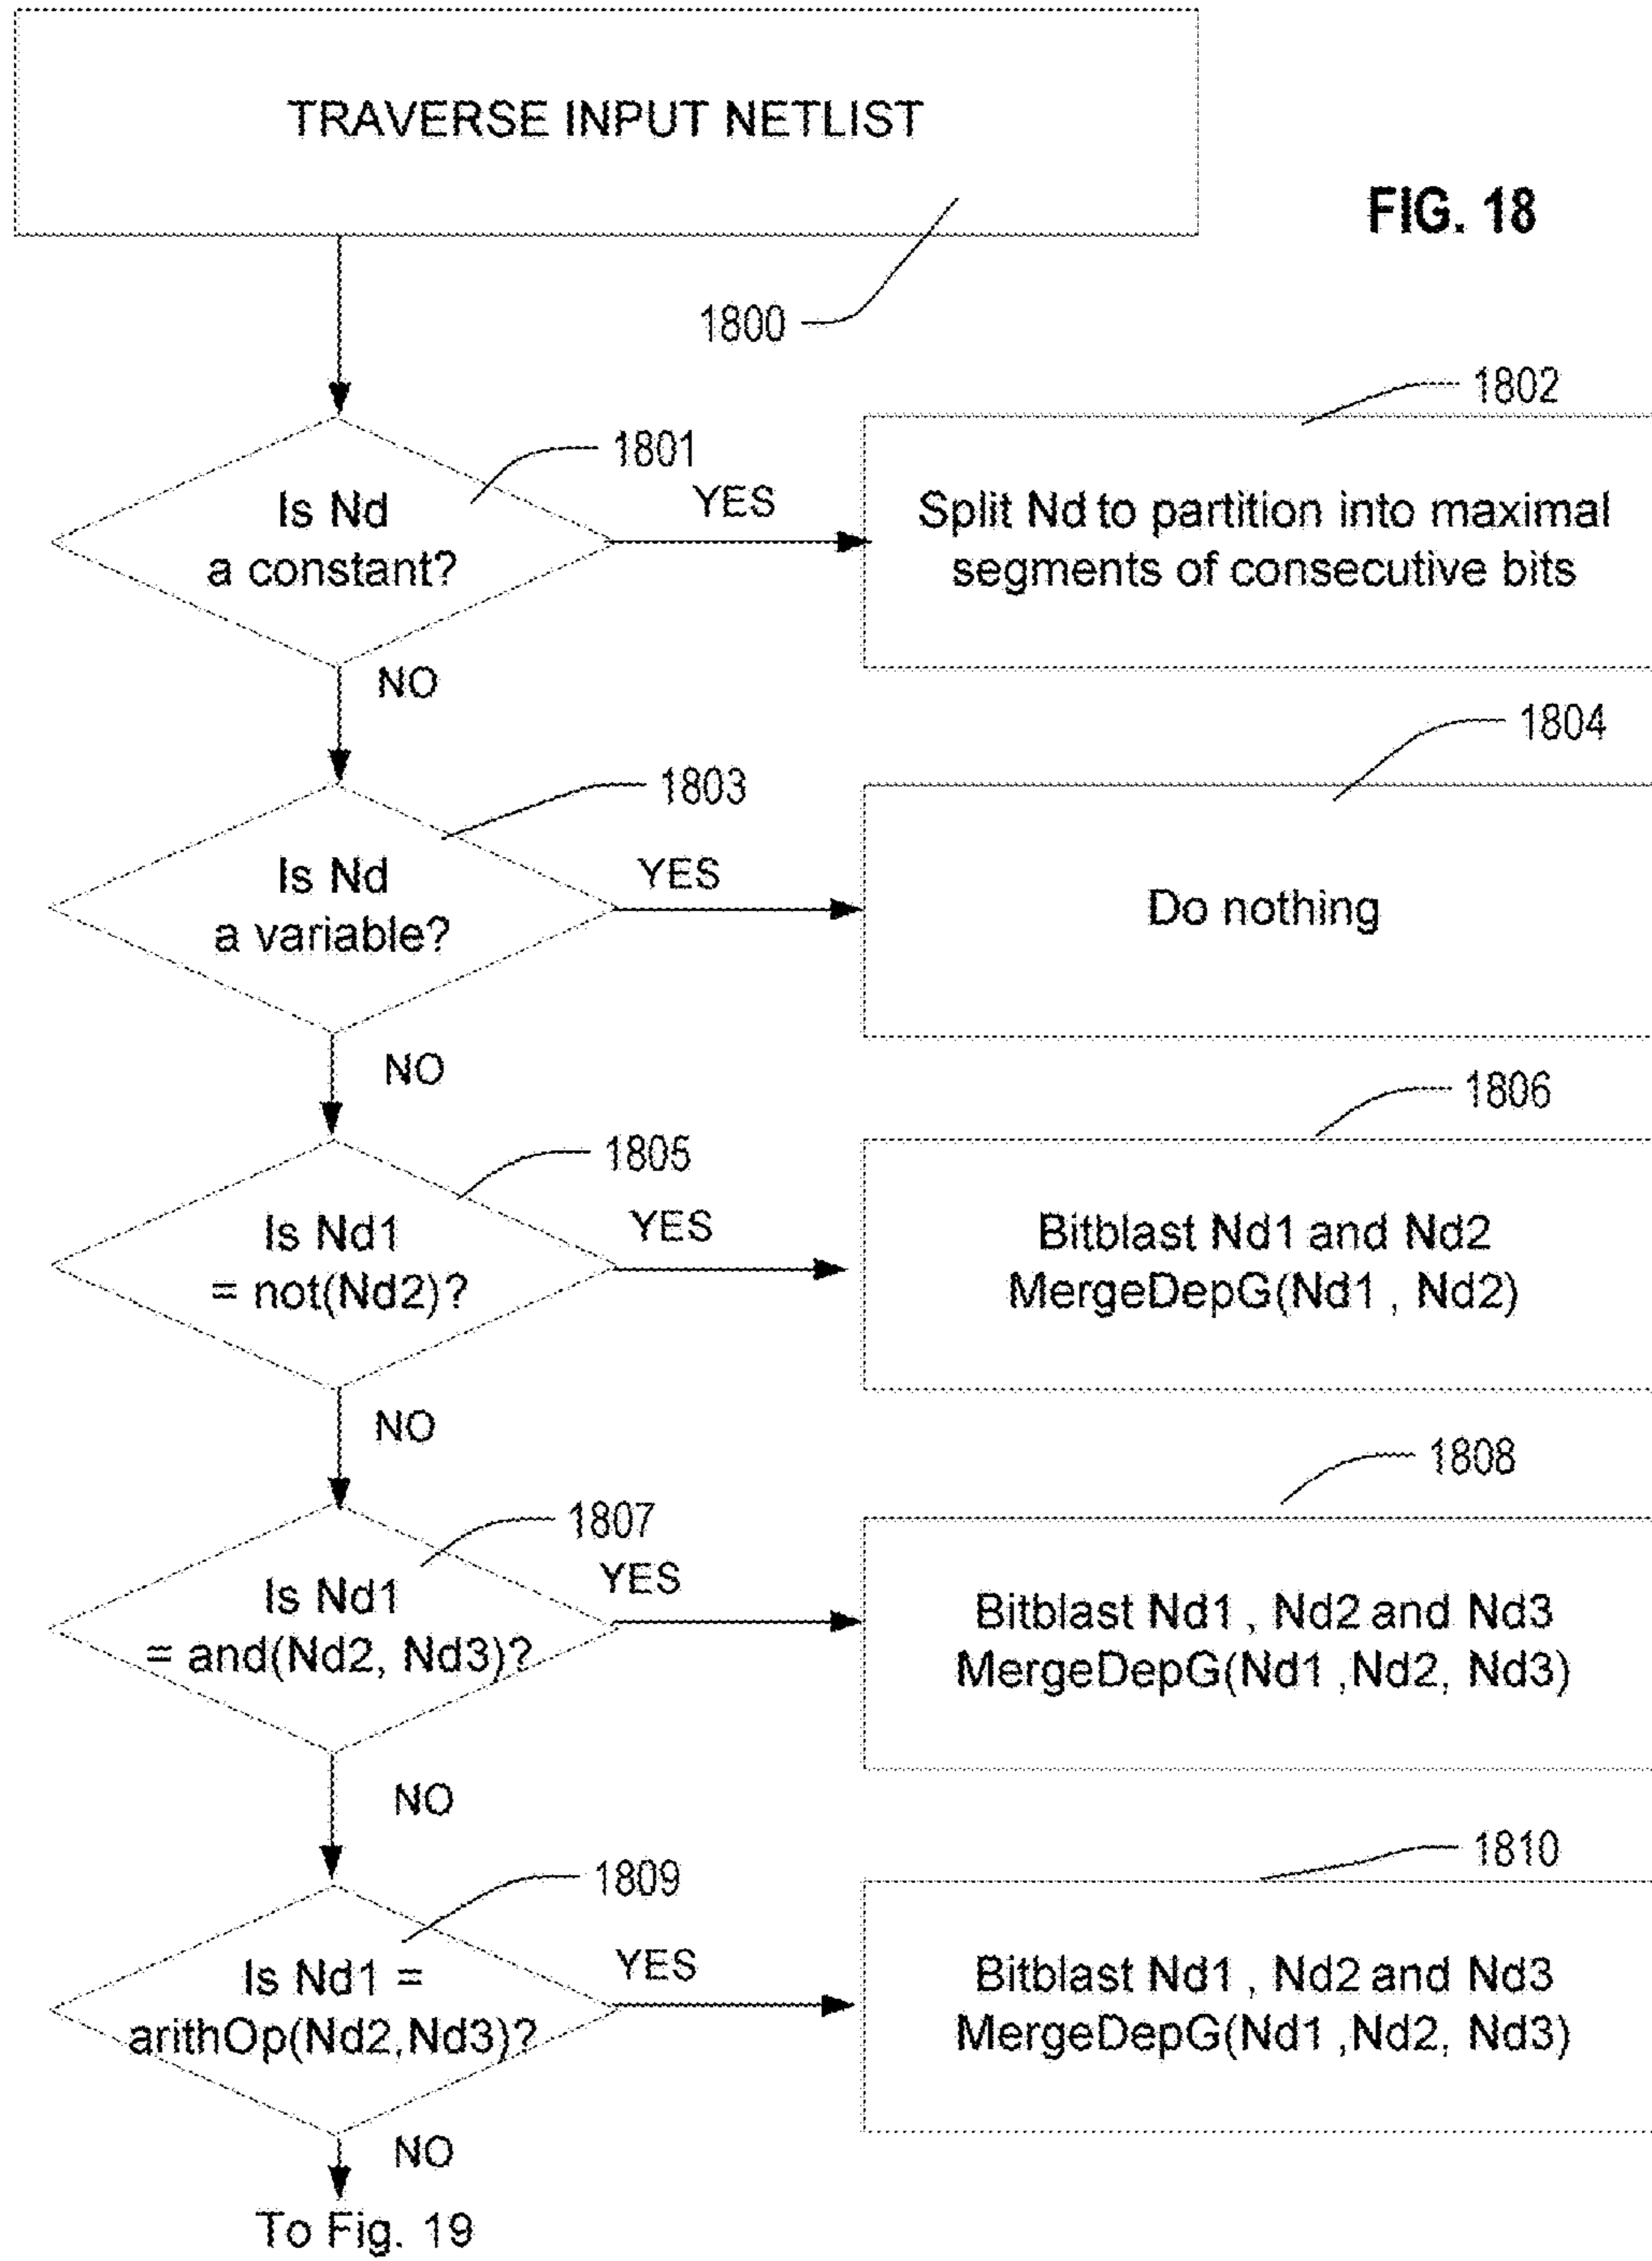 TRAVERSE INPUT NETLIST
FIG. 18
1800
1802
1801
Is Nd
a constant?
YES
Split Nd to partition into maximal
segments of consecutive bits
NO
1804
1803
Is Nd
a variable?
YES
Do nothing
NO
1806
1805
Is Nd1
= not(Nd2)?
YES
Bitblast Nd1 and Nd2
MergeDepG(Nd1 , Nd2)
NO
1808
1807
Is Nd1
= and(Nd2, Nd3)?
YES
Bitblast Nd1 , Nd2 and Nd3
MergeDepG(Nd1 ,Nd2, Nd3)
NO
1810
1809
Is Nd1 =
arithOp(Nd2,Nd3)?
YES
Bitblast Nd1 , Nd2 and Nd3
MergeDepG(Nd1 ,Nd2, Nd3)
NO
To Fig. 19